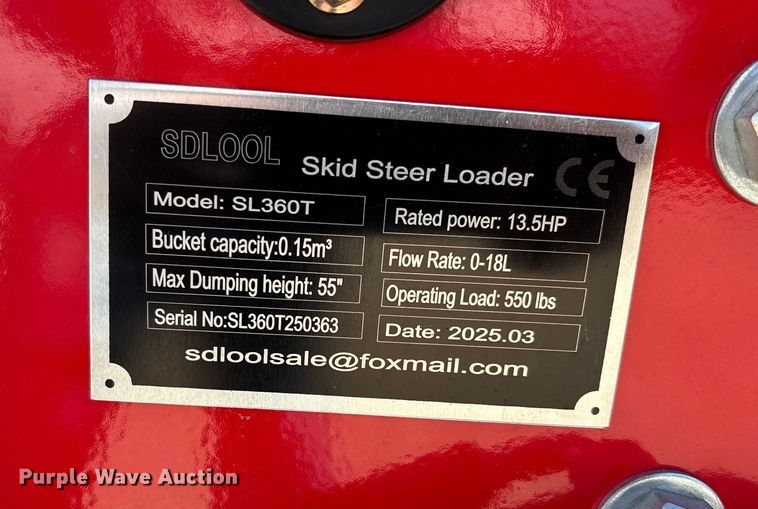 SDLOOL Skid Steer Loader CE
Model: SL360T
Rated power: 13.5HP
Bucket capacity:0.15m³
Flow Rate: 0-18L
Max Dumping height: 55"
Operating Load: 550 lbs
Serial No:SL360T250363
Date: 2025.03
sdloolsale@foxmail.com
Purple Wave Auction